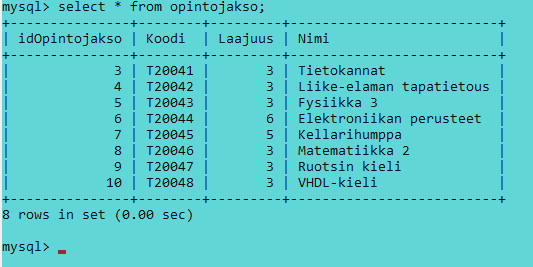 mysql> select * from opintojakso;
+---------------+--------+---------+--------------------------+
| idOpintojakso | Koodi  | Laajuus | Nimi                     |
+---------------+--------+---------+--------------------------+
|             3 | T20041 |       3 | Tietokannat              |
|             4 | T20042 |       3 | Liike-elaman tapatietous |
|             5 | T20043 |       3 | Fysiikka 3               |
|             6 | T20044 |       6 | Elektroniikan perusteet  |
|             7 | T20045 |       5 | Kellarihumppa            |
|             8 | T20046 |       3 | Matematiikka 2           |
|             9 | T20047 |       3 | Ruotsin kieli            |
|            10 | T20048 |       3 | VHDL-kieli               |
+---------------+--------+---------+--------------------------+
8 rows in set (0.00 sec)
mysql> _